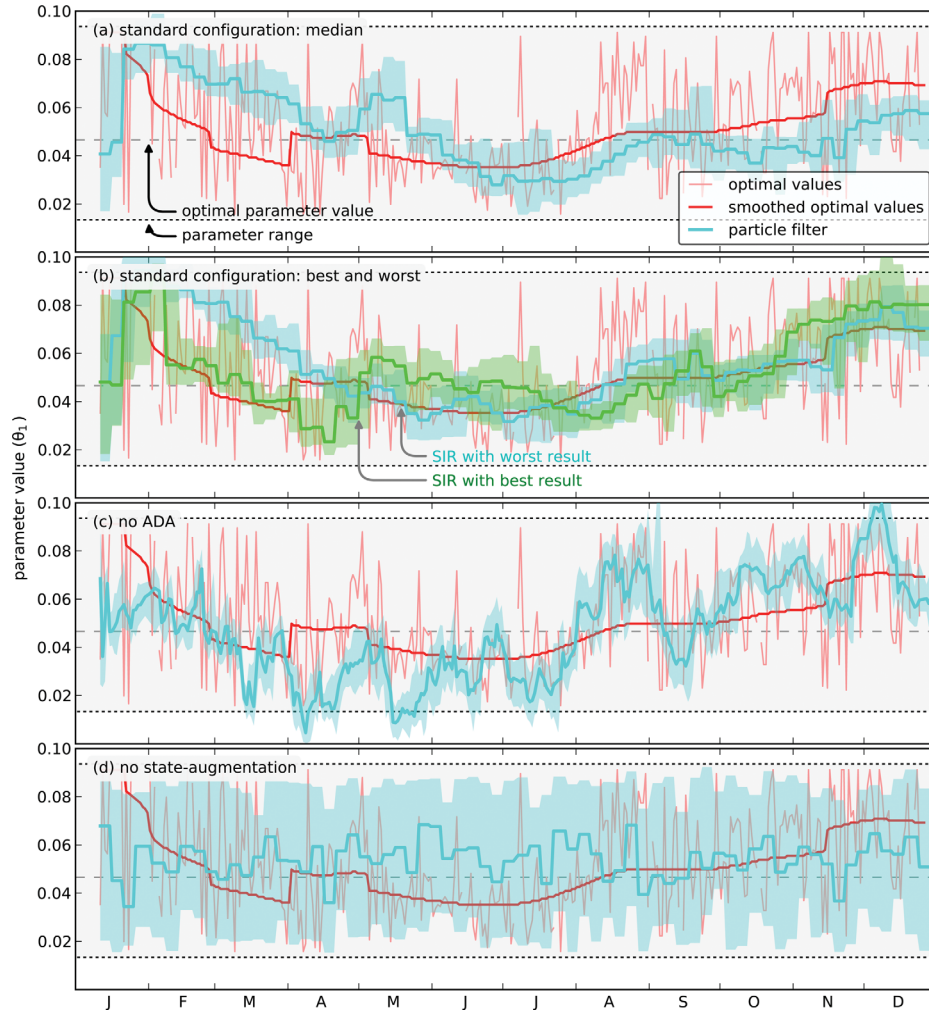 0.10
(a) standard configuration: median
0.08
0.06
0.04
0.02
optimal parameter value
parameter range
optimal values
smoothed optimal values
particle filter
0.10
(b) standard configuration: best and worst
0.08
0.06
0.04
0.02
SIR with worst result
SIR with best result
parameter value (θ₁)
0.10
(c) no ADA
0.08
0.06
0.04
0.02
0.10
(d) no state-augmentation
0.08
0.06
0.04
0.02
J F M A M J J A S O N D